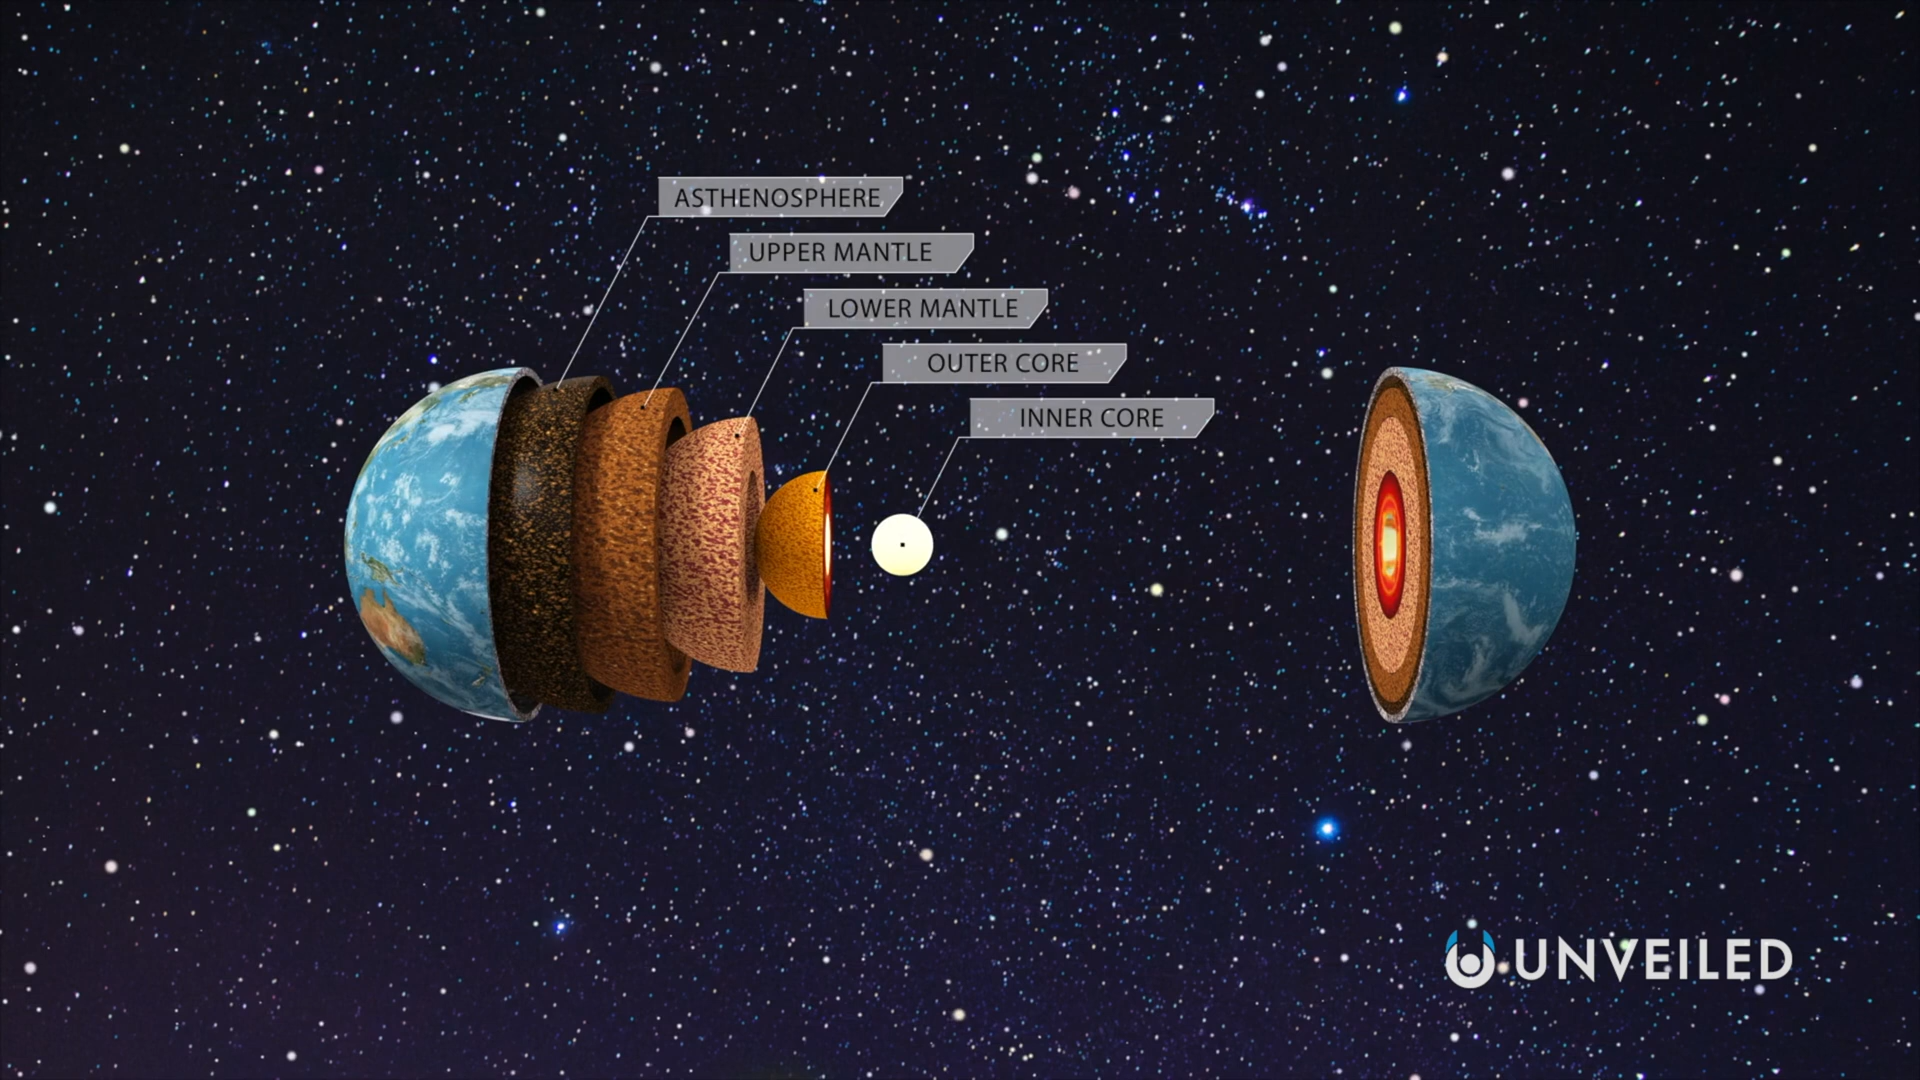 ASTHENOSPHERE
UPPER MANTLE
LOWER MANTLE
OUTER CORE
INNER CORE
UNVEILED